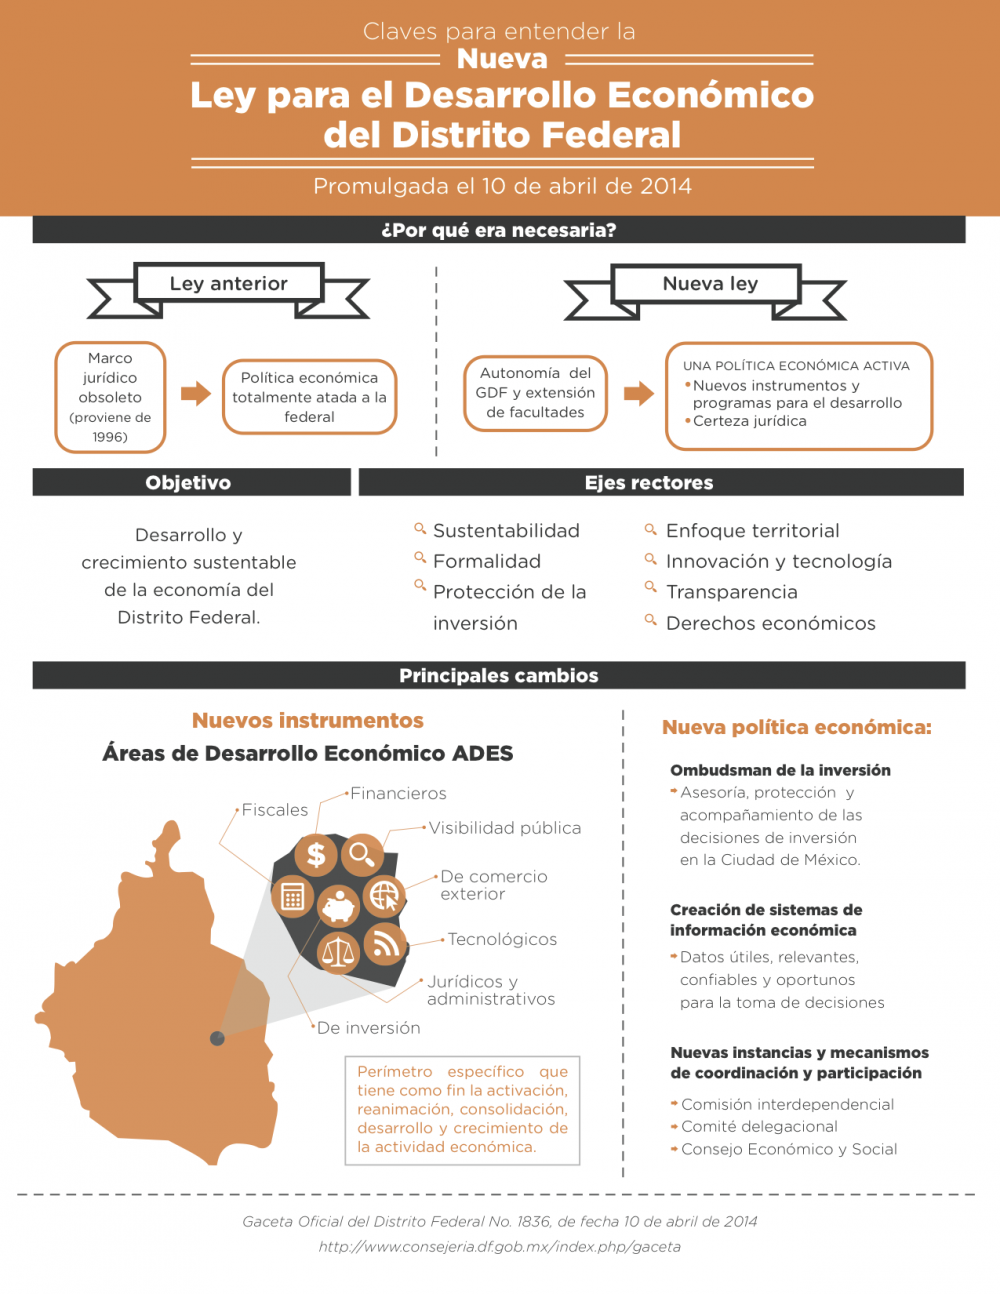 Claves para entender la
Nueva
Ley para el Desarrollo Económico
del Distrito Federal
Promulgada el 10 de abril de 2014
¿Por qué era necesaria?
Ley anterior
Marco
jurídico
obsoleto
(proviene de
1996)
Política económica
totalmente atada a la
federal
Nueva ley
Autonomía del
GDF y extensión
de facultades
UNA POLÍTICA ECONÓMICA ACTIVA
• Nuevos instrumentos y
programas para el desarrollo
• Certeza jurídica
Objetivo
Desarrollo y
crecimiento sustentable
de la economía del
Distrito Federal.
Ejes rectores
Sustentabilidad
Formalidad
Protección de la
inversión
Enfoque territorial
Innovación y tecnología
Transparencia
Derechos económicos
Principales cambios
Nuevos instrumentos
Áreas de Desarrollo Económico ADES
Financieros
Fiscales
Visibilidad pública
De comercio
exterior
Tecnológicos
Jurídicos y
administrativos
De inversión
$
Perímetro específico que
tiene como fin la activación,
reanimación, consolidación,
desarrollo y crecimiento de
la actividad económica.
Nueva política económica:
Ombudsman de la inversión
Asesoría, protección y
acompañamiento de las
decisiones de inversión
en la Ciudad de México.
Creación de sistemas de
información económica
Datos útiles, relevantes,
confiables y oportunos
para la toma de decisiones
Nuevas instancias y mecanismos
de coordinación y participación
Comisión interdependencial
Comité delegacional
Consejo Económico y Social
Gaceta Oficial del Distrito Federal No. 1836, de fecha 10 de abril de 2014
http://www.consejeria.df.gob.mx/index.php/gaceta